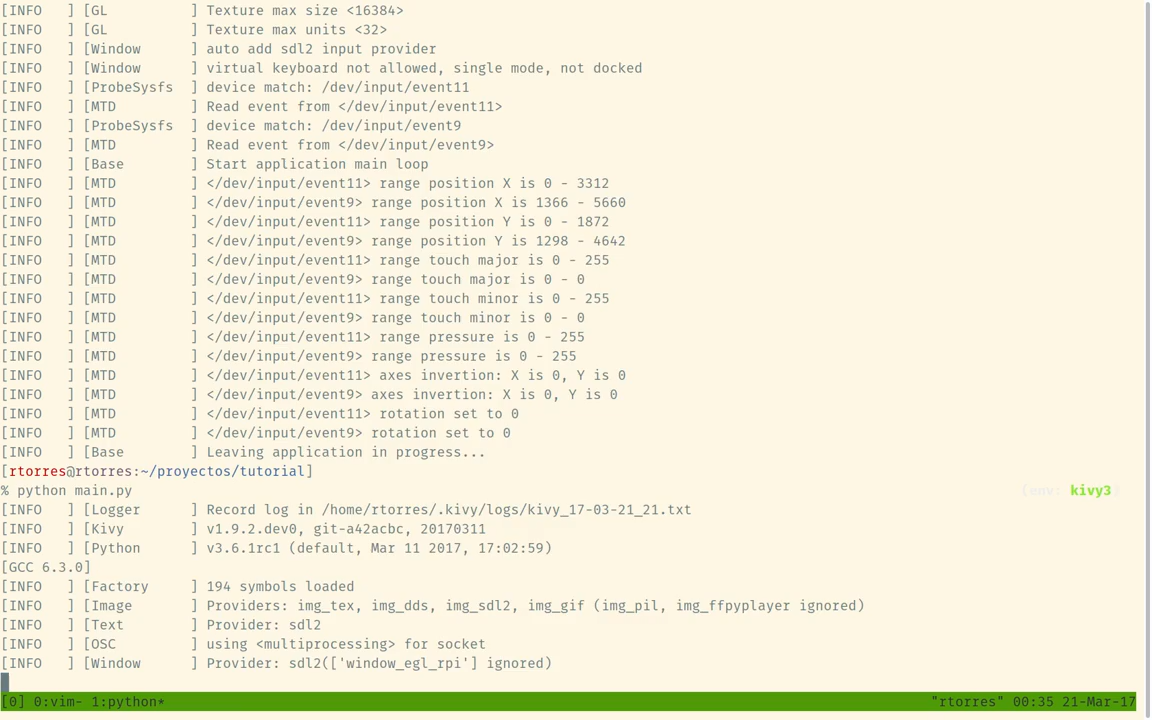 [INFO   ] [GL          ] Texture max size <16384>
[INFO   ] [GL          ] Texture max units <32>
[INFO   ] [Window      ] auto add sdl2 input provider
[INFO   ] [Window      ] virtual keyboard not allowed, single mode, not docked
[INFO   ] [ProbeSysfs  ] device match: /dev/input/event11
[INFO   ] [MTD         ] Read event from </dev/input/event11>
[INFO   ] [ProbeSysfs  ] device match: /dev/input/event9
[INFO   ] [MTD         ] Read event from </dev/input/event9>
[INFO   ] [Base        ] Start application main loop
[INFO   ] [MTD         ] </dev/input/event11> range position X is 0 - 3312
[INFO   ] [MTD         ] </dev/input/event9> range position X is 1366 - 5660
[INFO   ] [MTD         ] </dev/input/event11> range position Y is 0 - 1872
[INFO   ] [MTD         ] </dev/input/event9> range position Y is 1298 - 4642
[INFO   ] [MTD         ] </dev/input/event11> range touch major is 0 - 255
[INFO   ] [MTD         ] </dev/input/event9> range touch major is 0 - 0
[INFO   ] [MTD         ] </dev/input/event11> range touch minor is 0 - 255
[INFO   ] [MTD         ] </dev/input/event9> range touch minor is 0 - 0
[INFO   ] [MTD         ] </dev/input/event11> range pressure is 0 - 255
[INFO   ] [MTD         ] </dev/input/event9> range pressure is 0 - 255
[INFO   ] [MTD         ] </dev/input/event11> axes invertion: X is 0, Y is 0
[INFO   ] [MTD         ] </dev/input/event9> axes invertion: X is 0, Y is 0
[INFO   ] [MTD         ] </dev/input/event11> rotation set to 0
[INFO   ] [MTD         ] </dev/input/event9> rotation set to 0
[INFO   ] [Base        ] Leaving application in progress...
[rtorres@rtorres:~/proyectos/tutorial]
% python main.py (env: kivy3)
[INFO   ] [Logger      ] Record log in /home/rtorres/.kivy/logs/kivy_17-03-21_21.txt
[INFO   ] [Kivy        ] v1.9.2.dev0, git-a42acbc, 20170311
[INFO   ] [Python      ] v3.6.1rc1 (default, Mar 11 2017, 17:02:59)
[GCC 6.3.0]
[INFO   ] [Factory     ] 194 symbols loaded
[INFO   ] [Image       ] Providers: img_tex, img_dds, img_sdl2, img_gif (img_pil, img_ffpyplayer ignored)
[INFO   ] [Text        ] Provider: sdl2
[INFO   ] [OSC         ] using <multiprocessing> for socket
[INFO   ] [Window      ] Provider: sdl2(['window_egl_rpi'] ignored)
[0] 0:vim- 1:python* "rtorres" 00:35 21-Mar-17